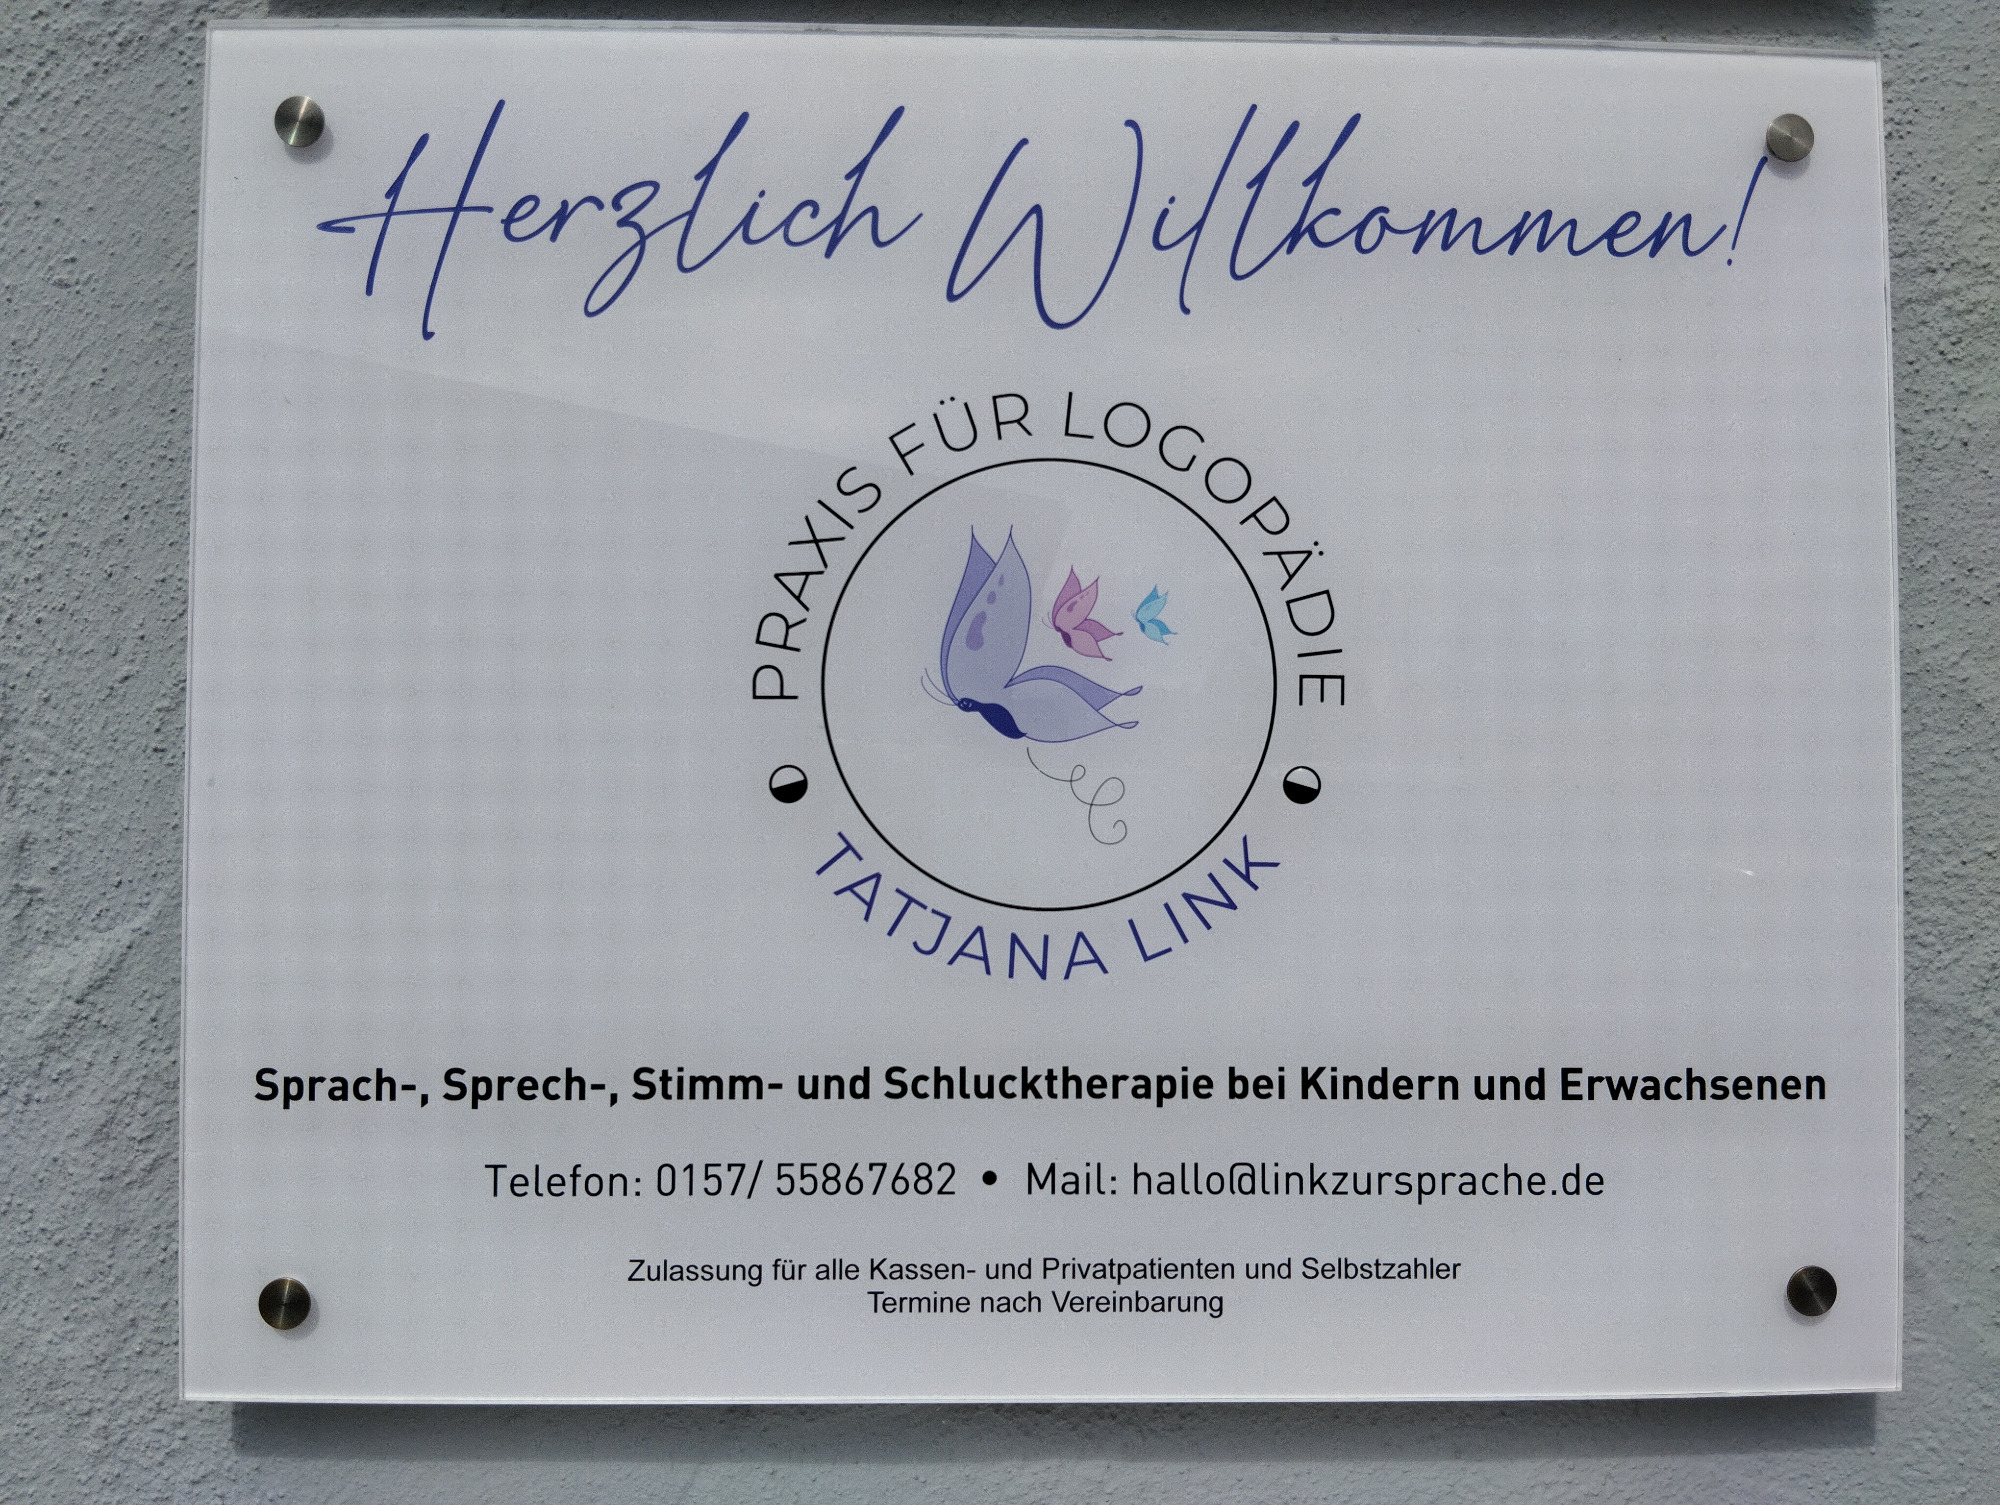 Herzlich Willkommen!
PRAXIS FÜR LOGOPÄDIE
TATJANA LINK
Sprach-, Sprech-, Stimm- und Schlucktherapie bei Kindern und Erwachsenen
Telefon: 0157/ 55867682 • Mail: hallo@linkzursprache.de
Zulassung für alle Kassen- und Privatpatienten und Selbstzahler
Termine nach Vereinbarung